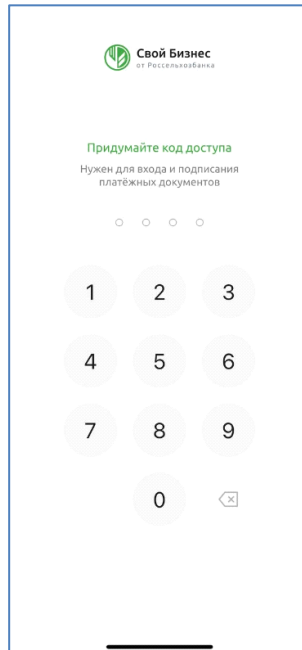 Свой Бизнес
от Россельхозбанка
Придумайте код доступа
Нужен для входа и подписания
платёжных документов
1 2 3
4 5 6
7 8 9
0